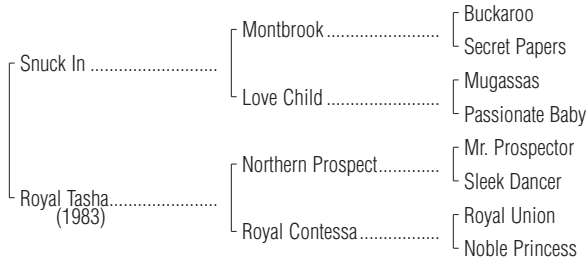 Buckaroo
Montbrook ........................
Secret Papers
Snuck In ...........................
Mugassas
Love Child ........................
Passionate Baby
Mr. Prospector
Northern Prospect.............
Sleek Dancer
Royal Tasha.......................
(1983)
Royal Union
Royal Contessa .................
Noble Princess